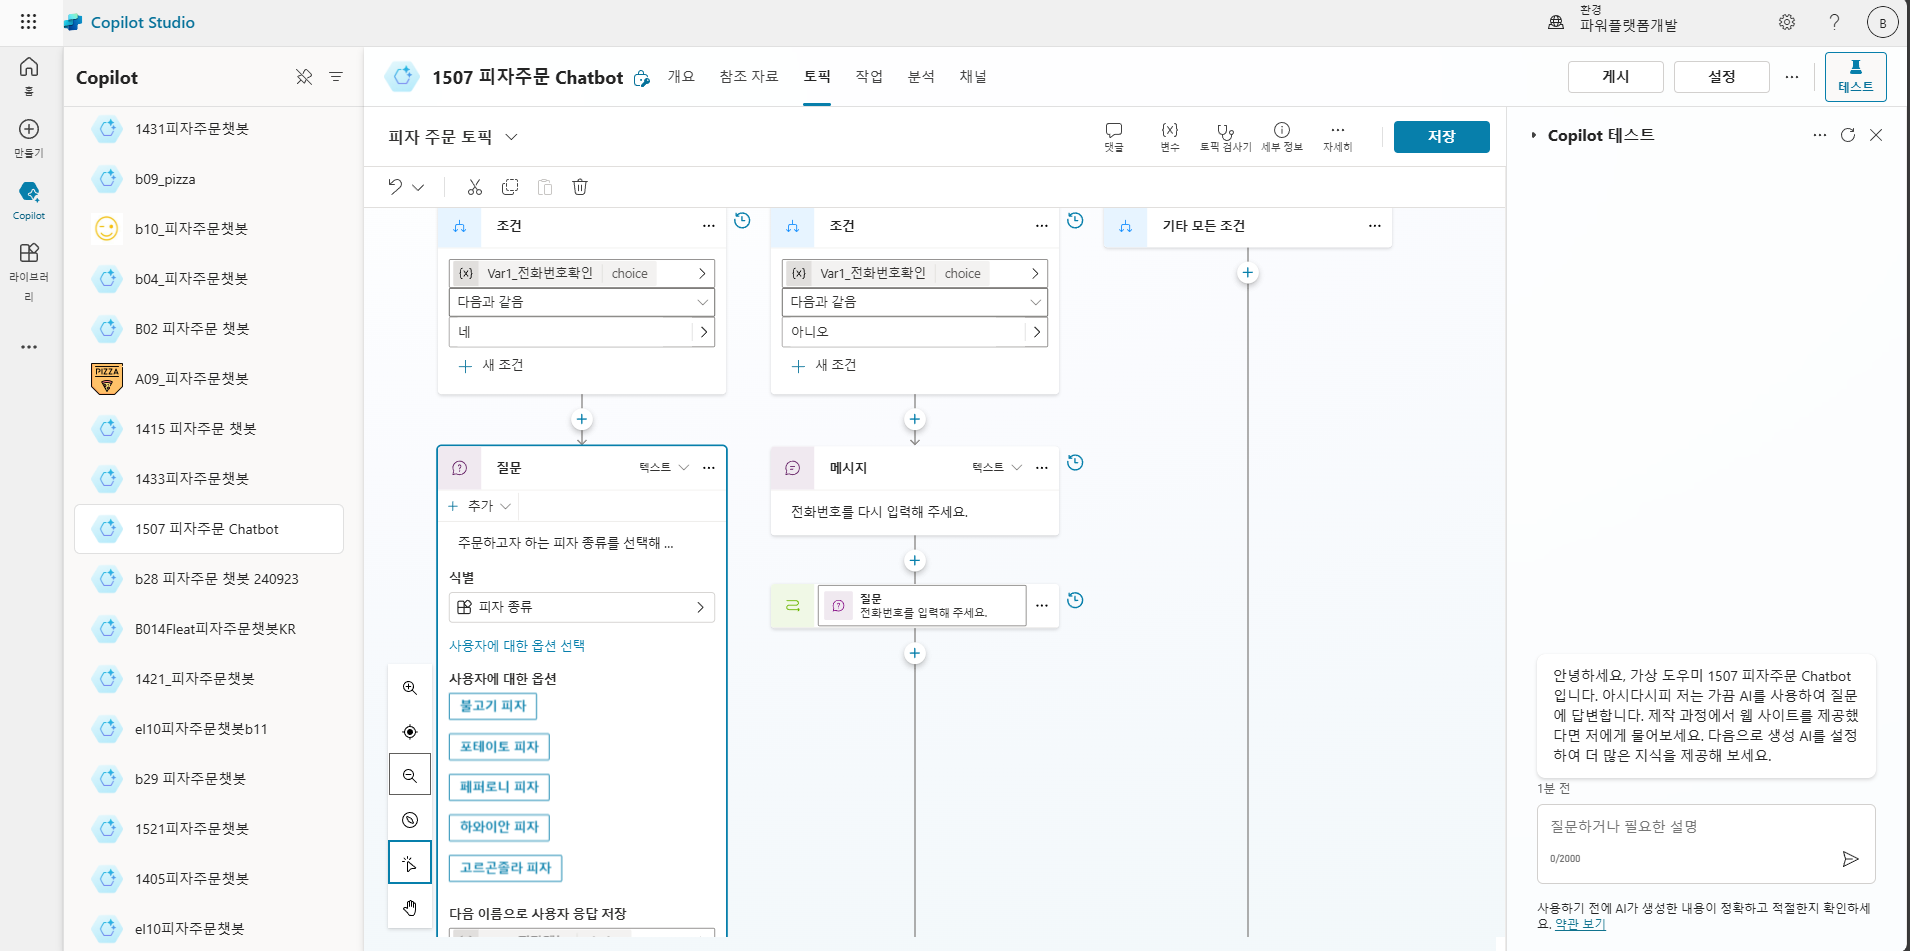 Copilot Studio
환경
파워플랫폼개발
B
홈
만들기
Copilot
라이브러
리
Copilot
1431피자주문챗봇
b09_pizza
b10_피자주문챗봇
b04_피자주문챗봇
B02 피자주문 챗봇
PIZZA
A09_피자주문챗봇
1415 피자주문 챗봇
1433피자주문챗봇
1507 피자주문 Chatbot
b28 피자주문 챗봇 240923
B014Fleat피자주문챗봇KR
1421_피자주문챗봇
el10피자주문챗봇b11
b29 피자주문챗봇
1521피자주문챗봇
1405피자주문챗봇
el10피자주문챗봇
1507 피자주문 Chatbot
개요
참조 자료
토픽
작업
분석
채널
게시
설정
테스트
피자 주문 토픽
댓글
변수
토픽 검사기
세부 정보
자세히
저장
조건
{x} Var1_전화번호확인 choice
다음과 같음
네
새 조건
조건
{x} Var1_전화번호확인 choice
다음과 같음
아니오
새 조건
기타 모든 조건
질문
텍스트
추가
주문하고자 하는 피자 종류를 선택해 ...
식별
피자 종류
사용자에 대한 옵션 선택
사용자에 대한 옵션
불고기 피자
포테이토 피자
페퍼로니 피자
하와이안 피자
고르곤졸라 피자
다음 이름으로 사용자 응답 저장
메시지
텍스트
전화번호를 다시 입력해 주세요.
질문
전화번호를 입력해 주세요.
Copilot 테스트
안녕하세요, 가상 도우미 1507 피자주문 Chatbot
입니다. 아시다시피 저는 가끔 AI를 사용하여 질문
에 답변합니다. 제작 과정에서 웹 사이트를 제공했
다면 저에게 물어보세요. 다음으로 생성 AI를 설정
하여 더 많은 지식을 제공해 보세요.
1분 전
질문하거나 필요한 설명
0/2000
사용하기 전에 AI가 생성한 내용이 정확하고 적절한지 확인하세
요. 약관 보기